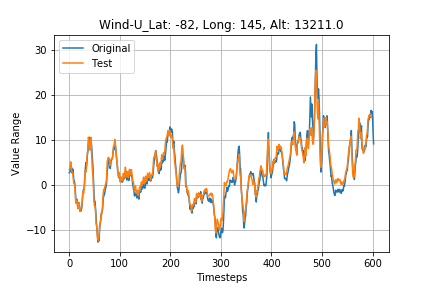 Wind-U_Lat: -82, Long: 145, Alt: 13211.0
Original
Test
Value Range
30
20
10
0
−10
0 100 200 300 400 500 600
Timesteps